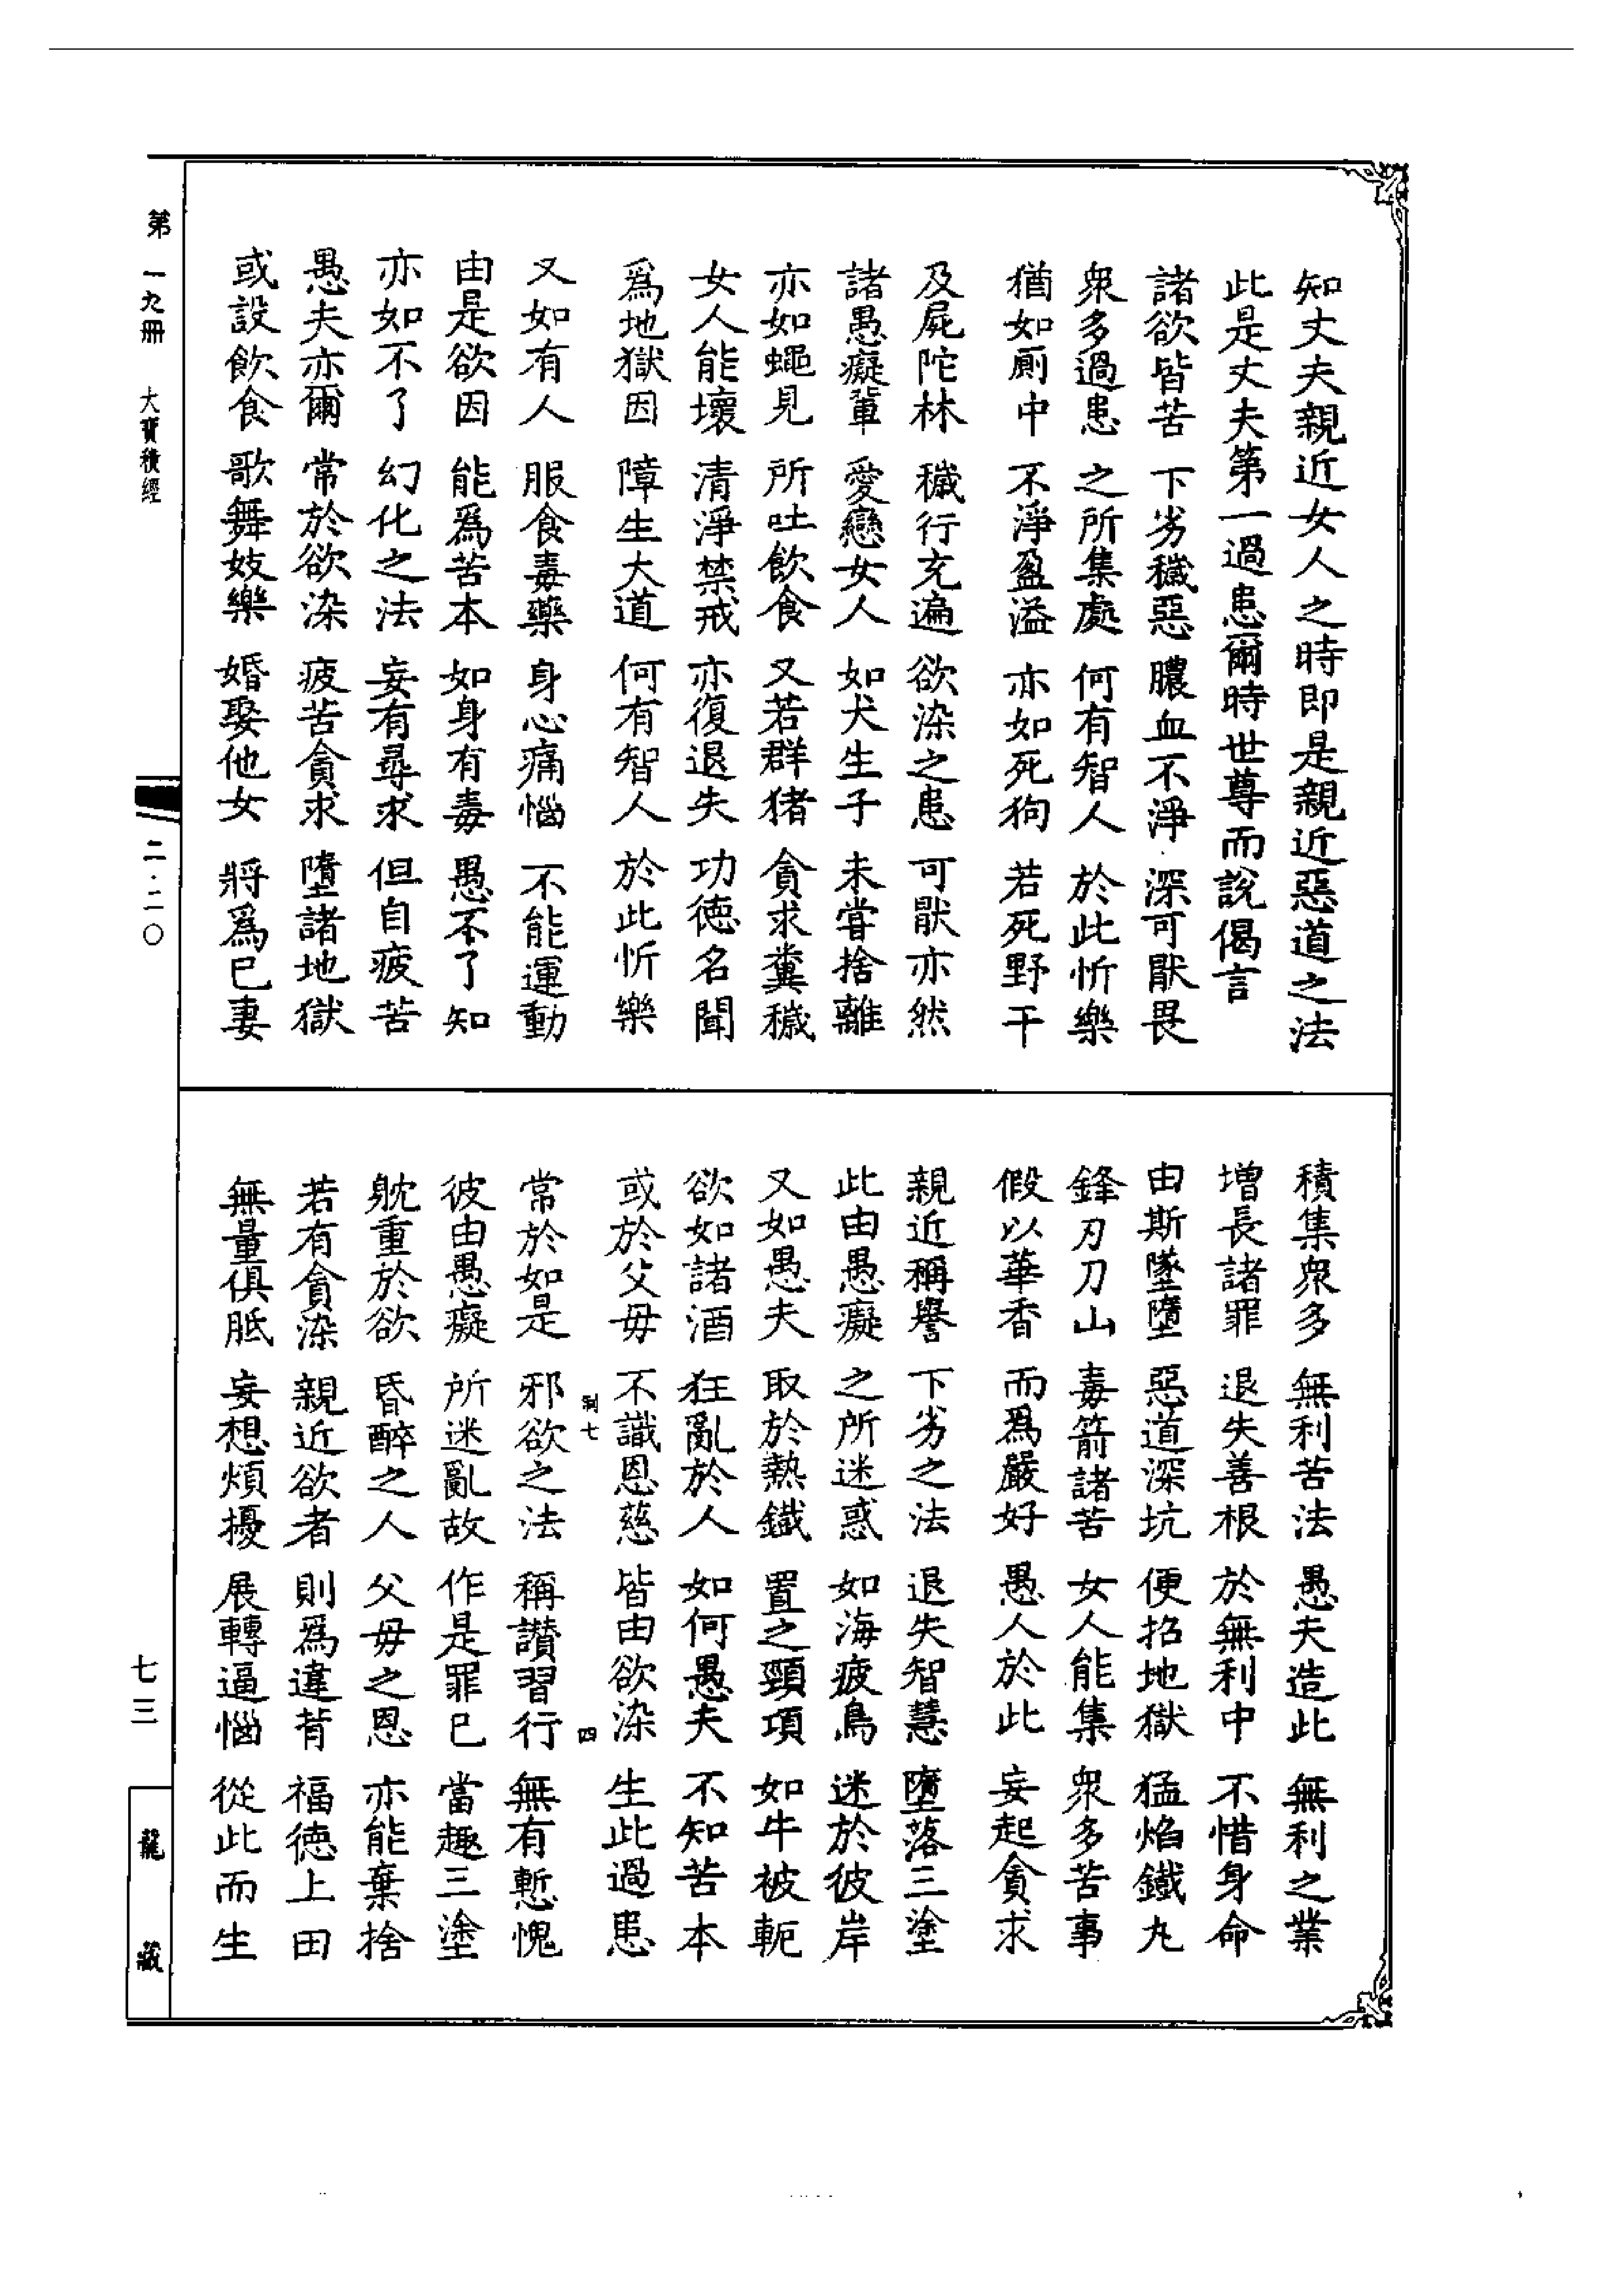 知丈夫親近女人之時即是親近惡道之法
此是丈夫第一過患爾時世尊而說偈言
諸欲皆苦 下劣穢惡 膿血不淨 深可厭畏
衆多過患 之所集處 何有智人 於此忻樂
猶如廁中 不淨盈溢 亦如死狗 若死野干
及屍陀林 穢行充遍 欲染之患 可厭亦然
諸愚癡輩 愛戀女人 如犬生子 未甞捨離
亦如蠅見 所吐飲食 又若群猪 貪求糞穢
女人能壞 清淨禁戒 亦復退失 功德名聞
爲地獄因 障生大道 何有智人 於此忻樂
又如有人 服食毒藥 身心痛惱 不能運動
由是欲因 能爲苦本 如身有毒 愚不了知
亦如不了 幻化之法 妄有尋求 但自疲苦
愚夫亦爾 常於欲染 疲苦貪求 墮諸地獄
或設飲食 歌舞妓樂 婚娶他女 將爲已妻
積集衆多 無利苦法 愚夫造此 無利之業
增長諸罪 退失善根 於無利中 不惜身命
由斯墜墮 惡道深坑 便招地獄 猛焰鐵丸
鋒刃刀山 毒箭諸苦 女人能集 衆多苦事
假以華香 而爲嚴好 愚人於此 妄起貪求
親近稱譽 下劣之法 退失智慧 墮落三塗
此由愚癡 之所迷惑 如海疲鳥 迷於彼岸
又如愚夫 取於熱鐵 置之頸項 如牛被軛
欲如諸酒 狂亂於人 如何愚夫 不知苦本
或於父母 不識恩慈 皆由欲染 生此過患
七 四
常於如是 邪欲之法 稱讚習行 無有慙愧
彼由愚癡 所迷亂故 作是罪已 當趣三塗
躭重於欲 昏醉之人 父母之恩 亦能棄捨
若有貪染 親近欲者 則爲違背 福德上田
無量俱胝 妄想煩擾 展轉逼惱 從此而生
第一九冊 大寶積經 二·二〇 七三 龍藏